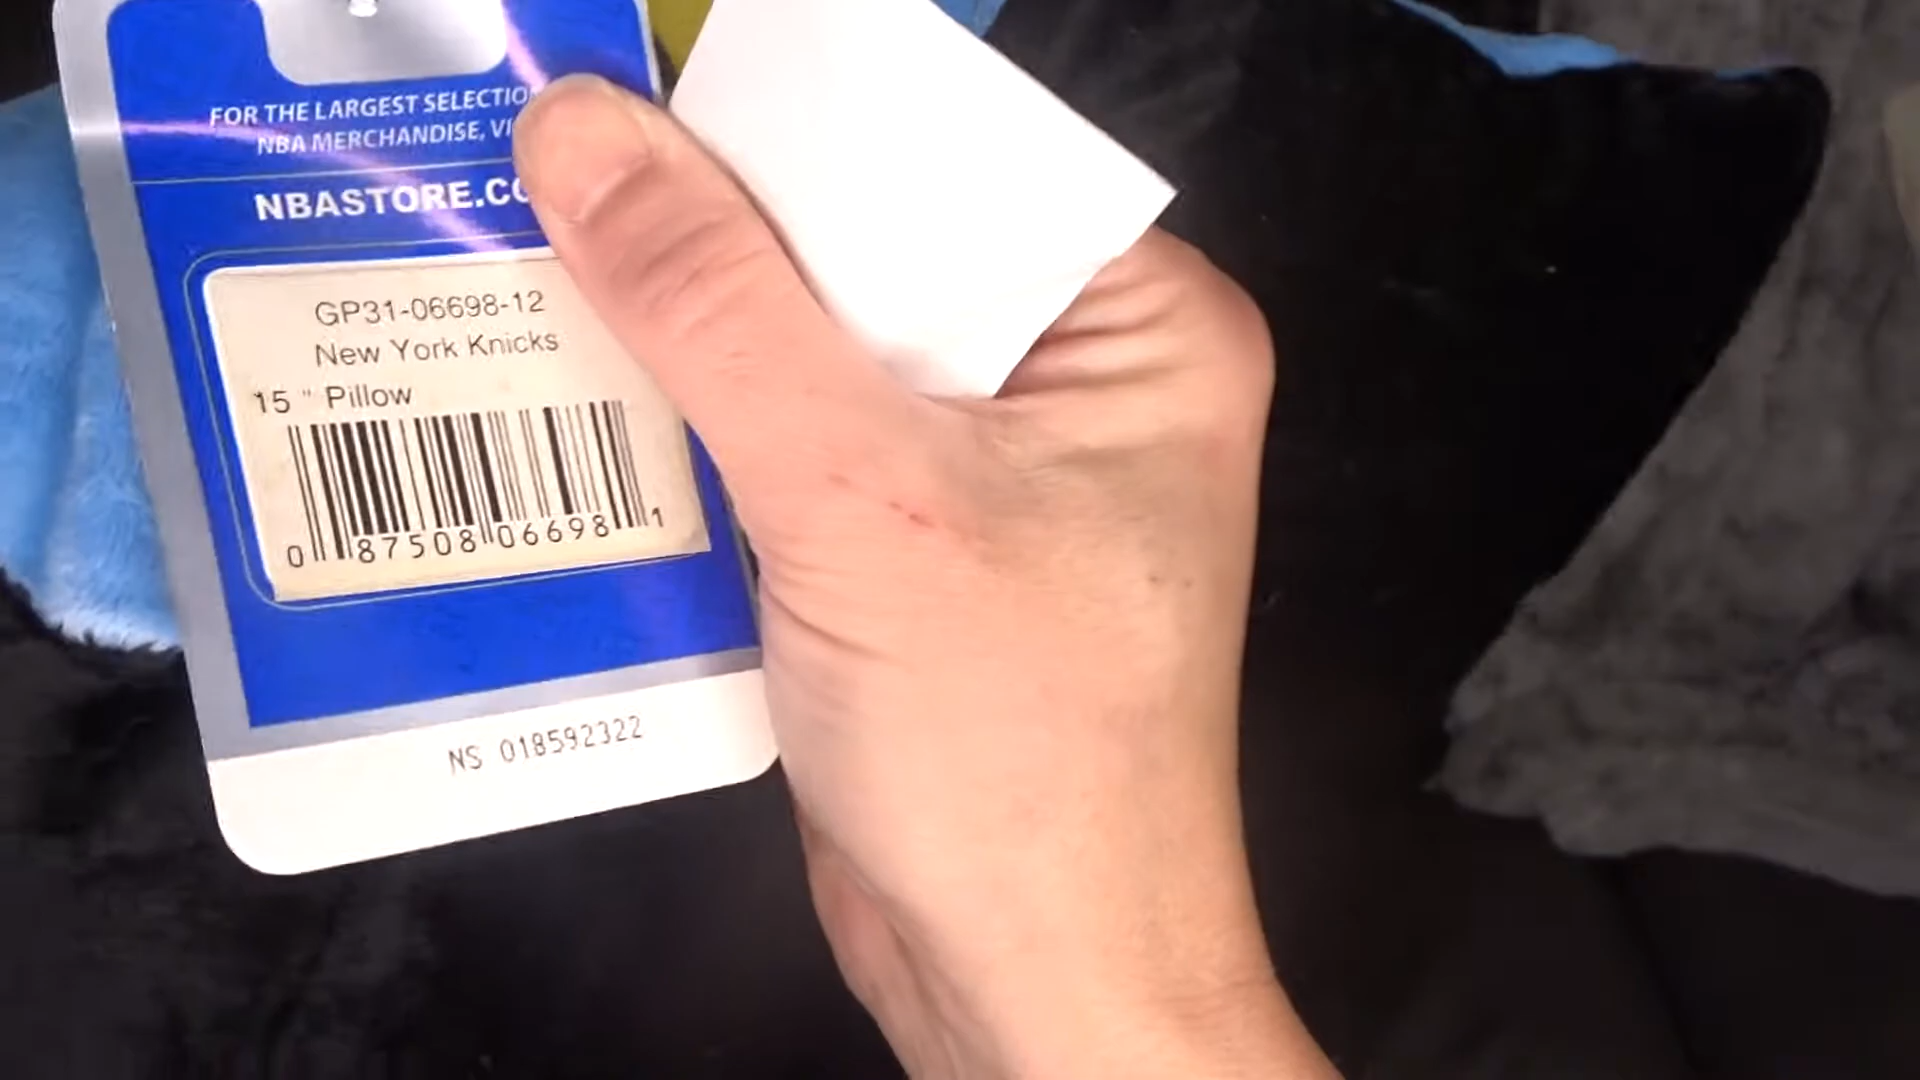 FOR THE LARGEST SELECTIO
NBA MERCHANDISE, VI
NBASTORE.CO
GP31-06698-12
New York Knicks
15 " Pillow
0 87508 06698 1
NS 018592322